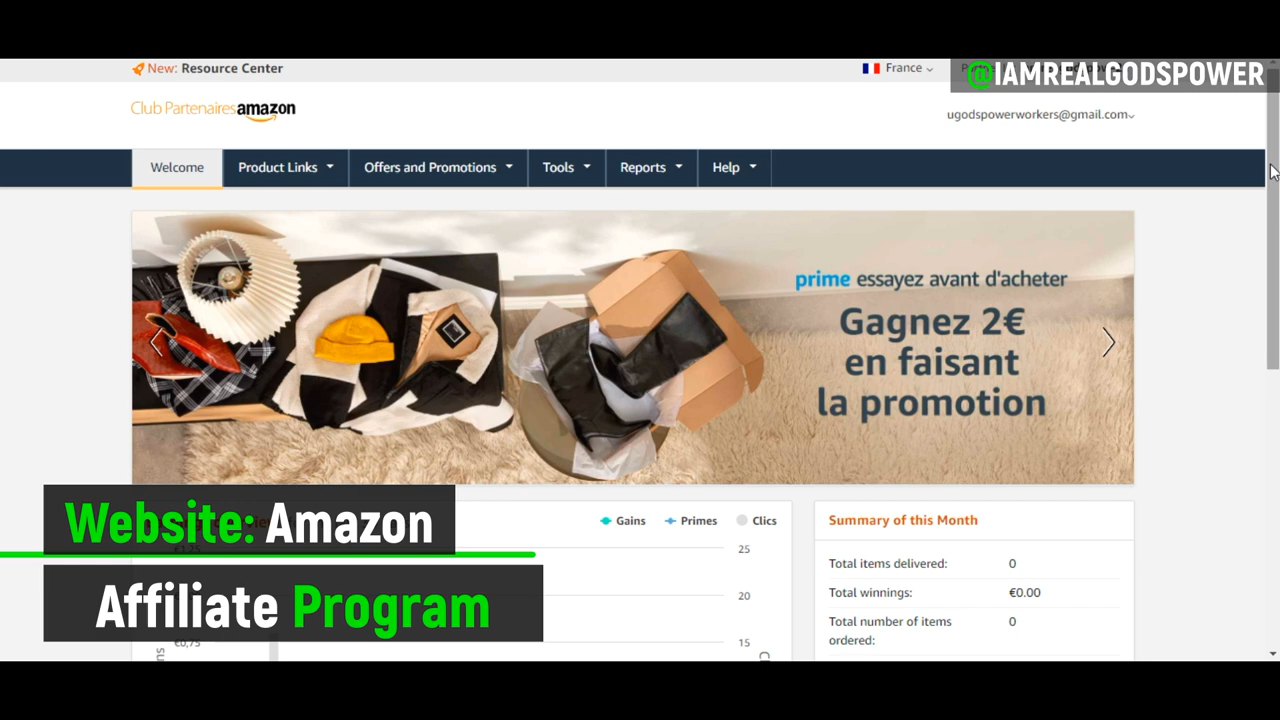 New: Resource Center
France
@IAMREALGODSPOWER
Club Partenaires amazon
ugodspowerworkers@gmail.com
Welcome
Product Links
Offers and Promotions
Tools
Reports
Help
prime essayez avant d'acheter
Gagnez 2€
en faisant
la promotion
Website: Amazon
Affiliate Program
Gains
Primes
Clics
25
20
15
€0,75
Summary of this Month
Total items delivered: 0
Total winnings: €0.00
Total number of items
ordered: 0